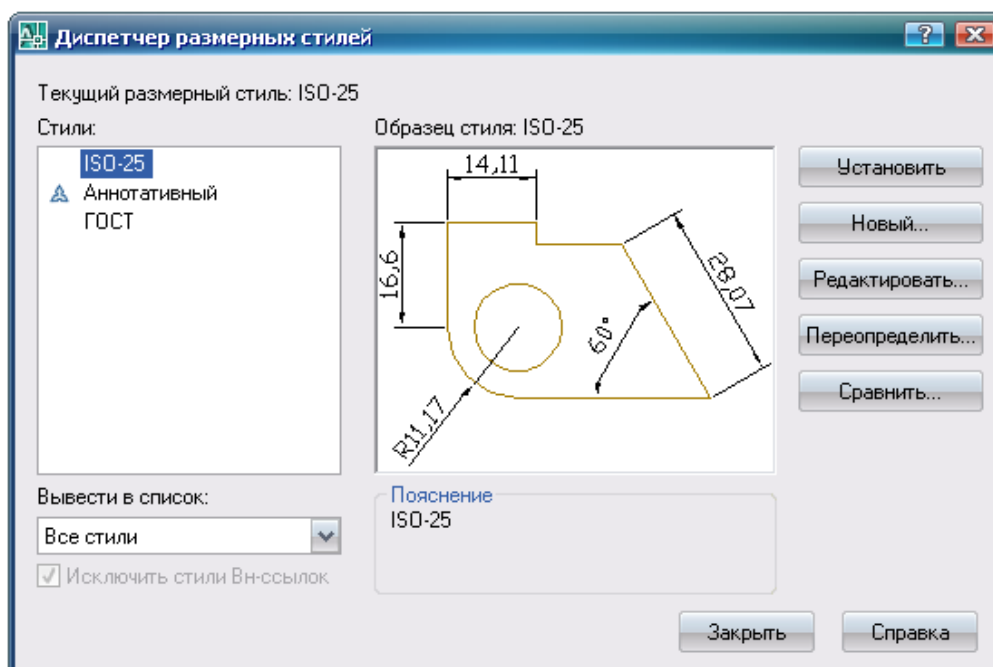 Диспетчер размерных стилей
Текущий размерный стиль: ISO-25
Стили:
ISO-25
Аннотативный
ГОСТ
Образец стиля: ISO-25
14,11
16,6
28,07
60°
R11,17
Установить
Новый...
Редактировать...
Переопределить...
Сравнить...
Вывести в список:
Все стили
Исключить стили Вн-ссылок
Пояснение
ISO-25
Закрыть
Справка